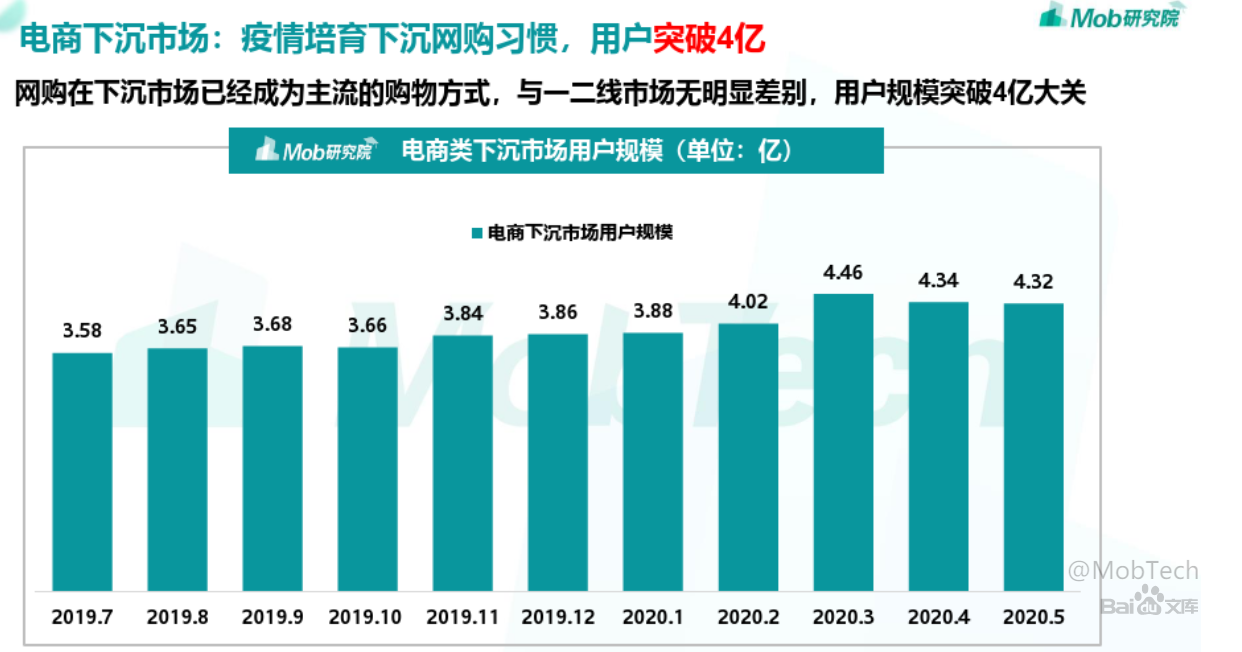 Mob研究院
电商下沉市场：疫情培育下沉网购习惯，用户突破4亿
网购在下沉市场已经成为主流的购物方式，与一二线市场无明显差别，用户规模突破4亿大关
Mob研究院 电商类下沉市场用户规模（单位：亿）
电商下沉市场用户规模
3.58 3.65 3.68 3.66 3.84 3.86 3.88 4.02 4.46 4.34 4.32
MobTech
2019.7 2019.8 2019.9 2019.10 2019.11 2019.12 2020.1 2020.2 2020.3 2020.4 2020.5
@MobTech
Bai du 文库